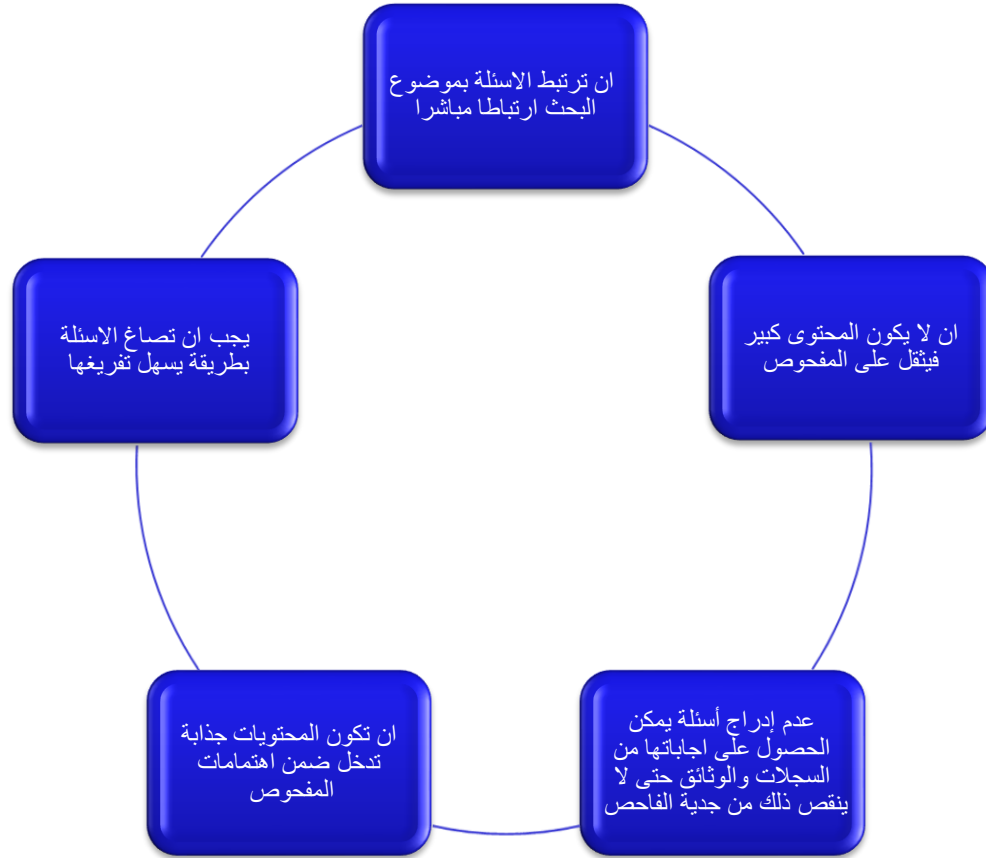 ان ترتبط الاسئلة بموضوع
البحث ارتباطا مباشرا
ان لا يكون المحتوى كبير
فيثقل على المفحوص
عدم إدراج أسئلة يمكن
الحصول على اجاباتها من
السجلات والوثائق حتى لا
ينقص ذلك من جدية الفاحص
ان تكون المحتويات جذابة
تدخل ضمن اهتمامات
المفحوص
يجب ان تصاغ الاسئلة
بطريقة يسهل تفريغها